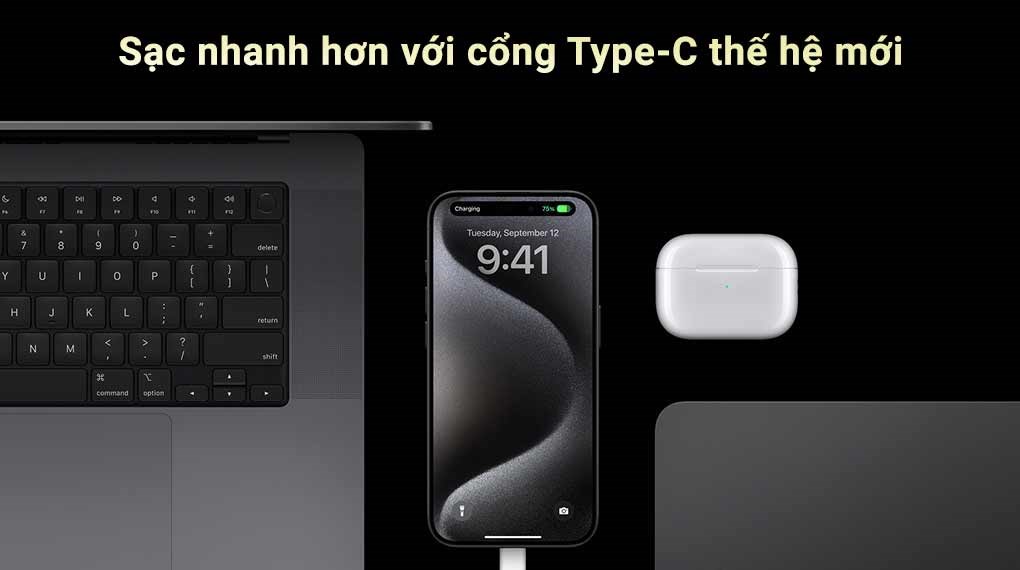 Sạc nhanh hơn với cổng Type-C thế hệ mới
Charging 75%
Tuesday, September 12
9:41
F6 F7 F8 F9 F10 F11 F12
& * ( ) _ +
7 8 9 0 - = delete
Y U I O P { } |
[ ] \
H J K L : " return
; '
N M < > ? shift
, . /
⌘ ⌥
command option